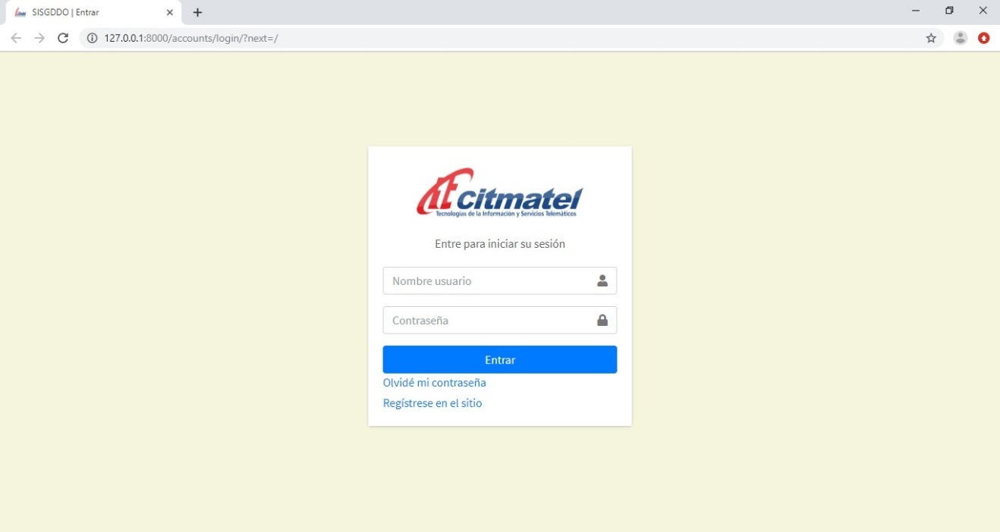 SISGDDO | Entrar
127.0.0.1:8000/accounts/login/?next=/
citmatel
Tecnologías de la Información y Servicios Telemáticos
Entre para iniciar su sesión
Nombre usuario
Contraseña
Entrar
Olvidé mi contraseña
Regístrese en el sitio